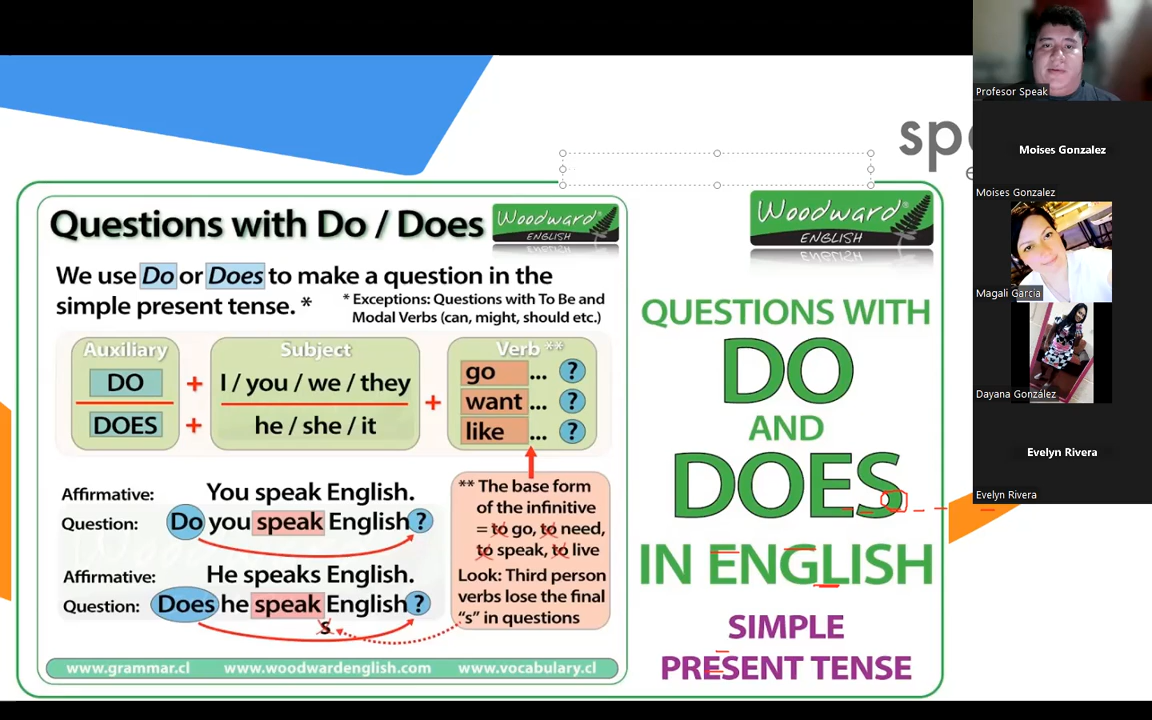 spe
e
Questions with Do / Does
Woodward®
ENGLISH
We use Do or Does to make a question in the
simple present tense. *
* Exceptions: Questions with To Be and
Modal Verbs (can, might, should etc.)
Auxiliary
Subject
Verb **
DO + I / you / we / they
DOES + he / she / it
+
go ... ?
want ... ?
like ... ?
Affirmative: You speak English.
Question: Do you speak English?
Affirmative: He speaks English.
Question: Does he speak English?
s
** The base form
of the infinitive
= to go, to need,
to speak, to live
Look: Third person
verbs lose the final
“s” in questions
www.grammar.cl www.woodwardenglish.com www.vocabulary.cl
Woodward®
ENGLISH
QUESTIONS WITH
DO
AND
DOES
IN ENGLISH
SIMPLE
PRESENT TENSE
Profesor Speak
Moises Gonzalez
Moises Gonzalez
Magali Garcia
Dayana González
Evelyn Rivera
Evelyn Rivera